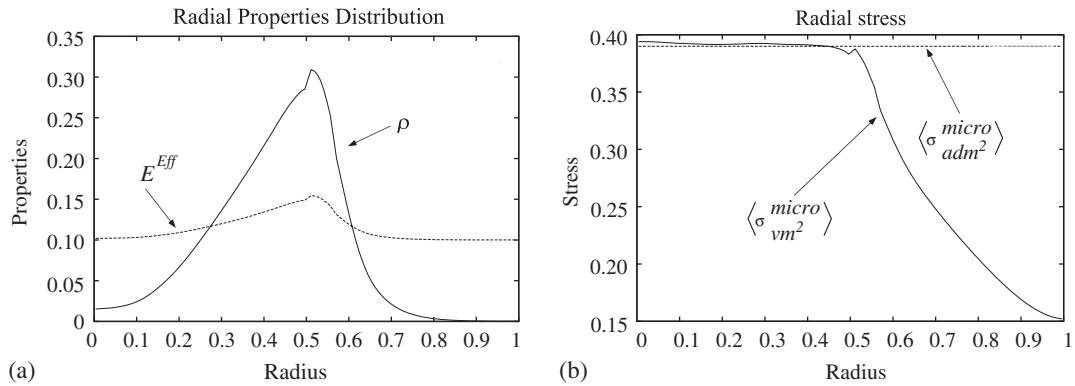 Radial Properties Distribution
0.35
0.30
0.25
0.20
0.15
0.10
0.05
0
Properties
ρ
E^Eff
0 0.1 0.2 0.3 0.4 0.5 0.6 0.7 0.8 0.9 1
(a)
Radius
Radial stress
0.40
0.35
0.30
0.25
0.20
0.15
Stress
⟨σ micro adm²⟩
⟨σ micro vm²⟩
0 0.1 0.2 0.3 0.4 0.5 0.6 0.7 0.8 0.9 1
(b)
Radius